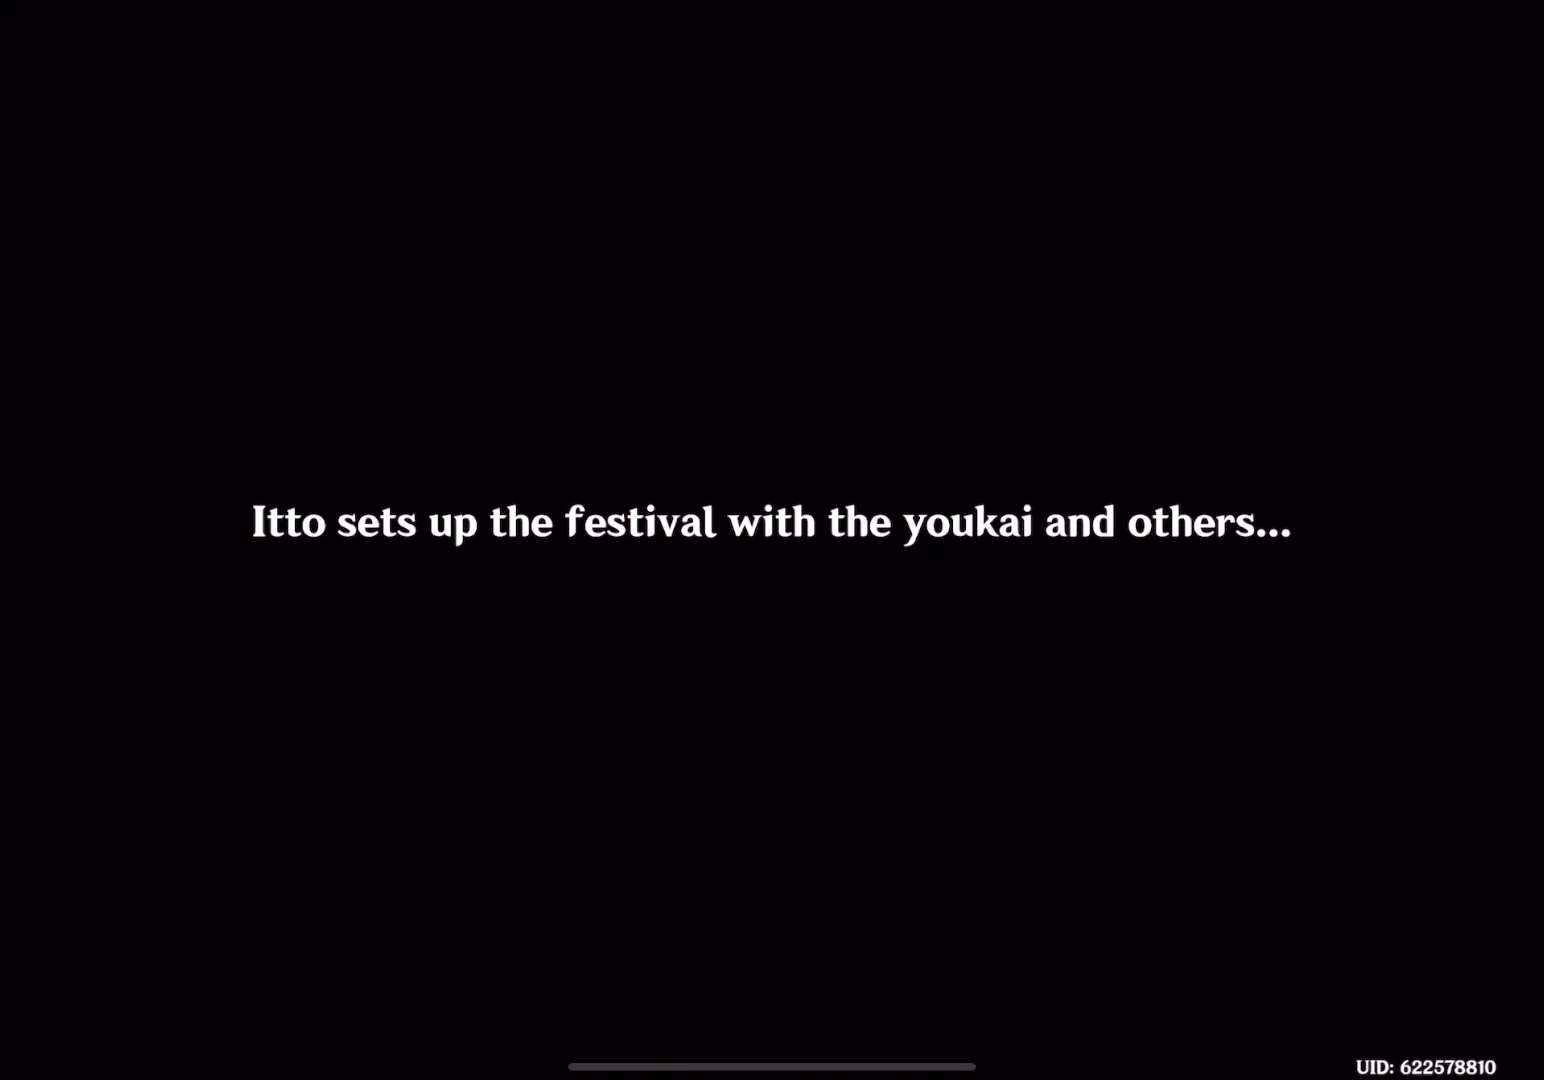 Itto sets up the festival with the youkai and others...
UID: 622578810